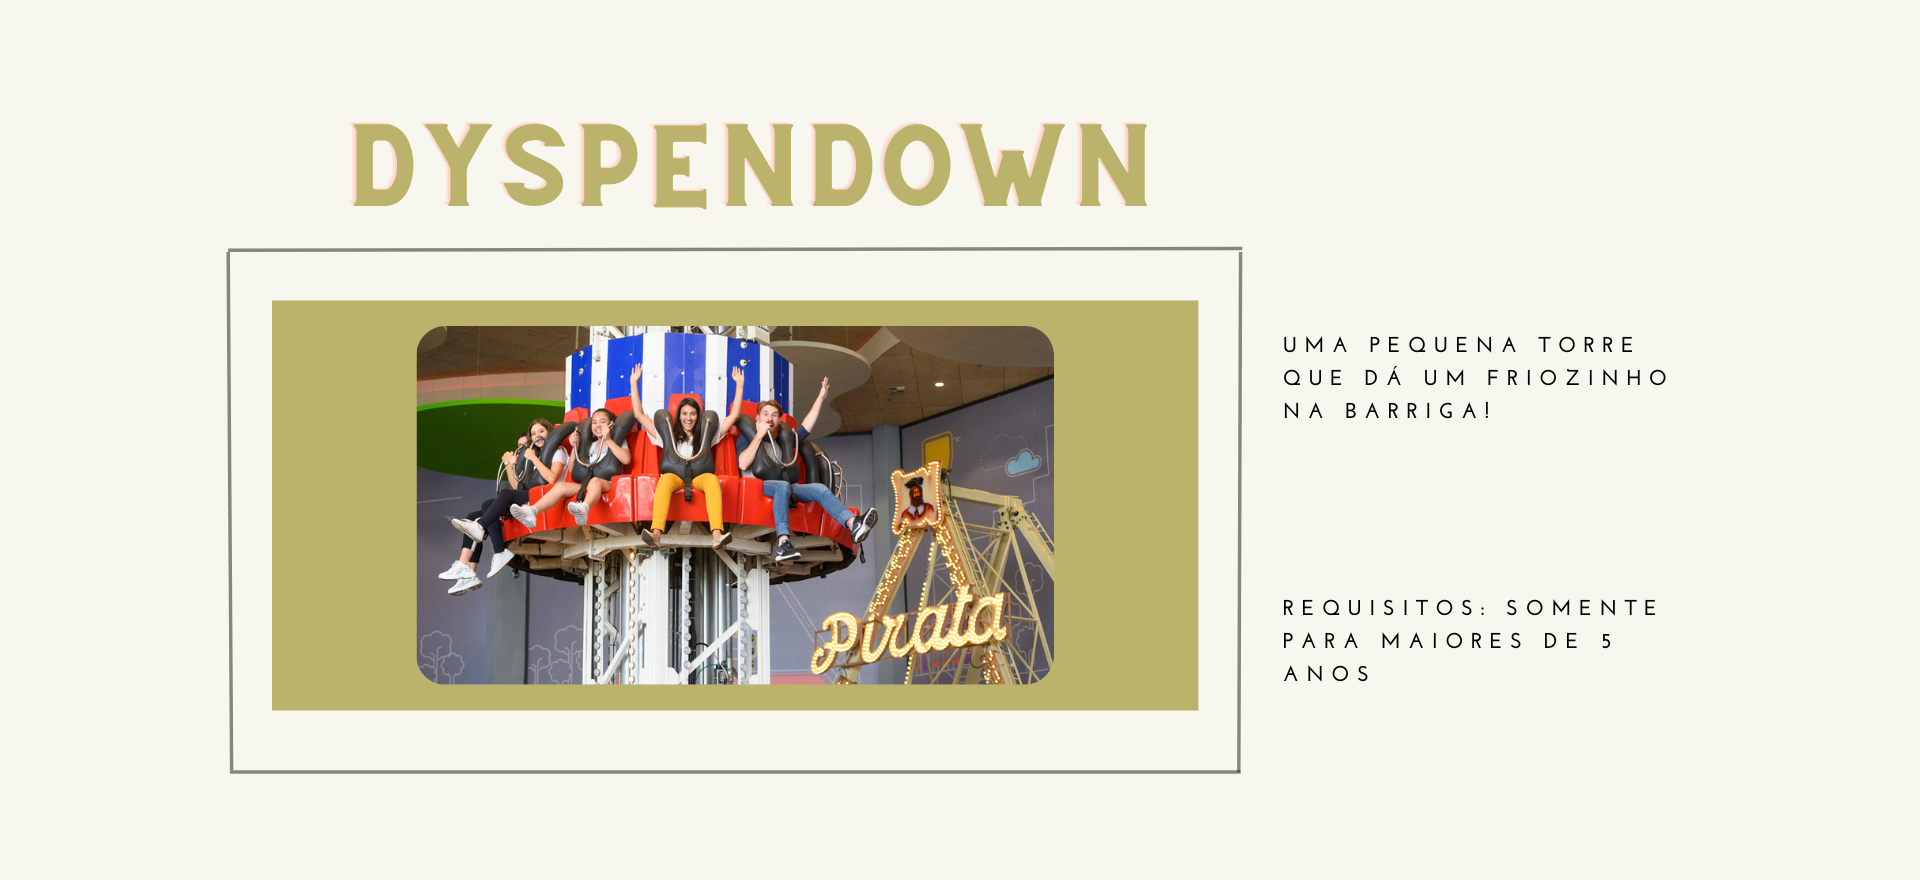 DYSPENDOWN
UMA PEQUENA TORRE
QUE DÁ UM FRIOZINHO
NA BARRIGA!
Pirata
REQUISITOS: SOMENTE
PARA MAIORES DE 5
ANOS